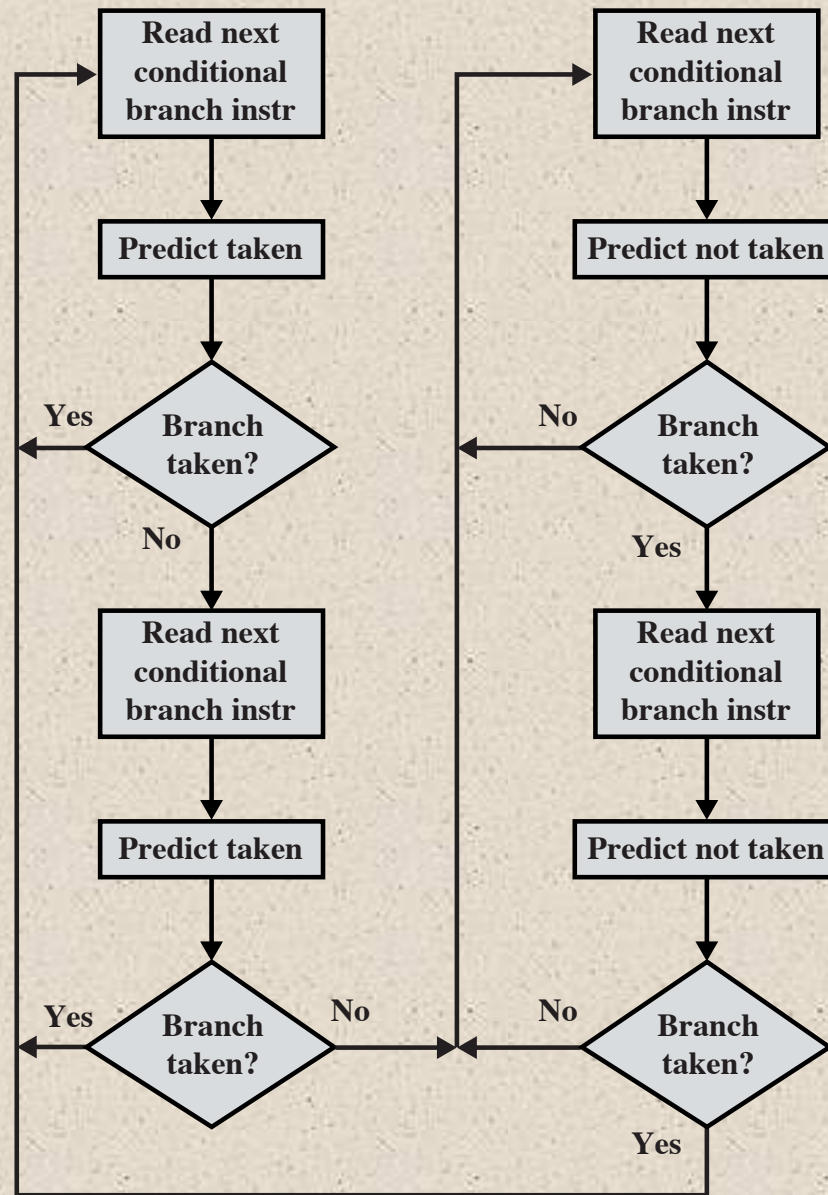 Read next
conditional
branch instr
Predict taken
Yes
Branch
taken?
No
Read next
conditional
branch instr
Predict taken
Yes
Branch
taken?
No
Read next
conditional
branch instr
Predict not taken
No
Branch
taken?
Yes
Read next
conditional
branch instr
Predict not taken
No
Branch
taken?
Yes